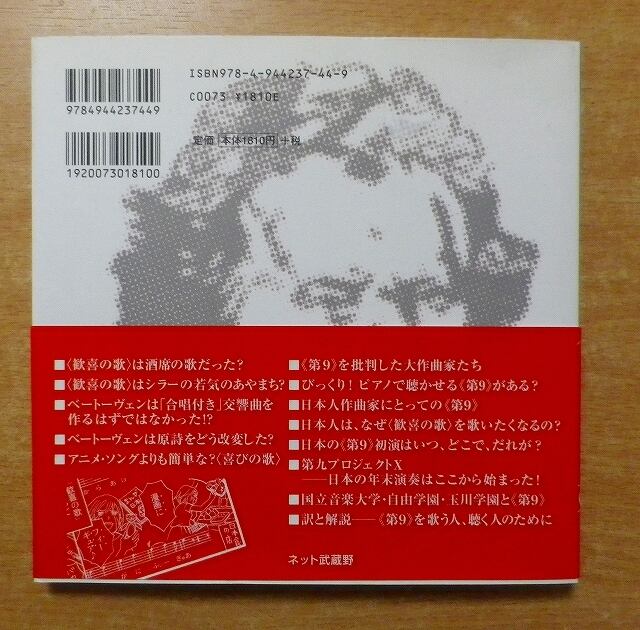 ISBN978-4-944237-44-9
C0073 ¥1810E
9784944237449
定価 本体1810円 +税
1920073018100
■〈歓喜の歌〉は酒席の歌だった?
■〈歓喜の歌〉はシラーの若気のあやまち?
■ベートーヴェンは「合唱付き」交響曲を
作るはずではなかった!?
■ベートーヴェンは原詩をどう改変した?
■アニメ・ソングよりも簡単な?〈喜びの歌〉
■《第9》を批判した大作曲家たち
■びっくり! ピアノで聴かせる《第9》がある?
■日本人作曲家にとっての《第9》
■日本人は、なぜ〈歓喜の歌〉を歌いたくなるの?
■日本の《第9》初演はいつ、どこで、だれが?
■第九プロジェクトX
――日本の年末演奏はここから始まった!
■国立音楽大学・自由学園・玉川学園と《第9》
■訳と解説――《第9》を歌う人、聴く人のために
歓喜の歌
漫画に
ネット武蔵野